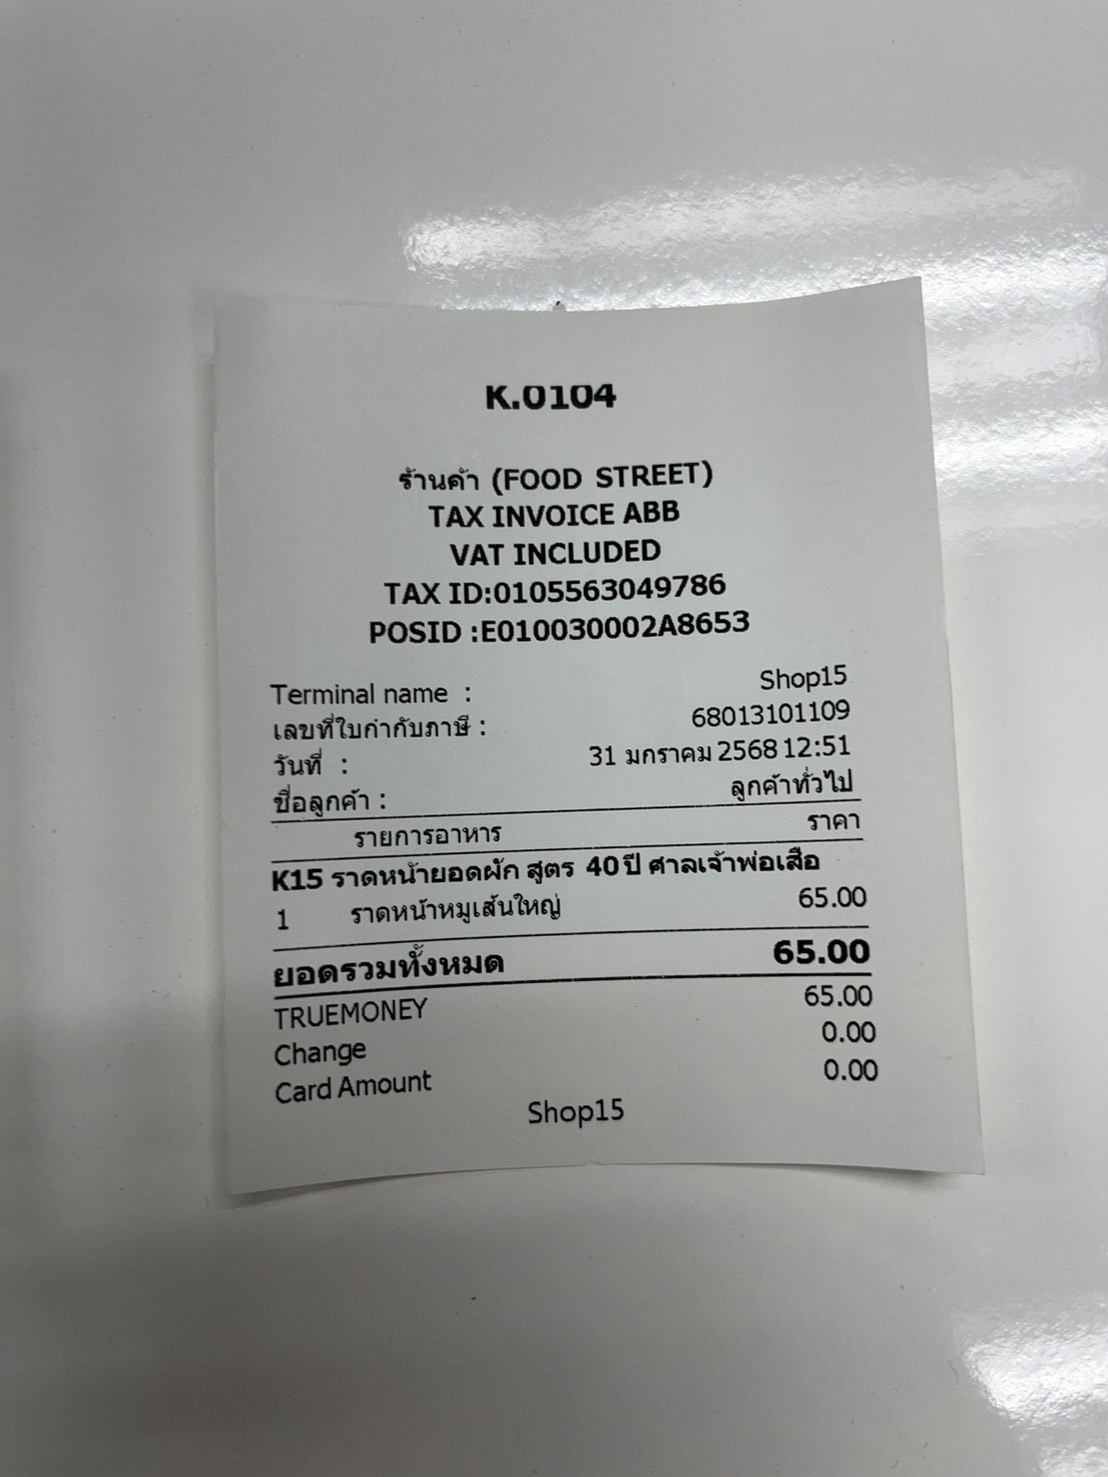 K.0104
ร้านค้า (FOOD STREET)
TAX INVOICE ABB
VAT INCLUDED
TAX ID:0105563049786
POSID :E010030002A8653
Terminal name : Shop15
เลขที่ใบกำกับภาษี : 68013101109
วันที่ : 31 มกราคม 2568 12:51
ชื่อลูกค้า : ลูกค้าทั่วไป
รายการอาหาร ราคา
K15 ราดหน้ายอดผัก สูตร 40 ปี ศาลเจ้าพ่อเสือ
1 ราดหน้าหมูเส้นใหญ่ 65.00
ยอดรวมทั้งหมด 65.00
TRUEMONEY 65.00
Change 0.00
Card Amount 0.00
Shop15